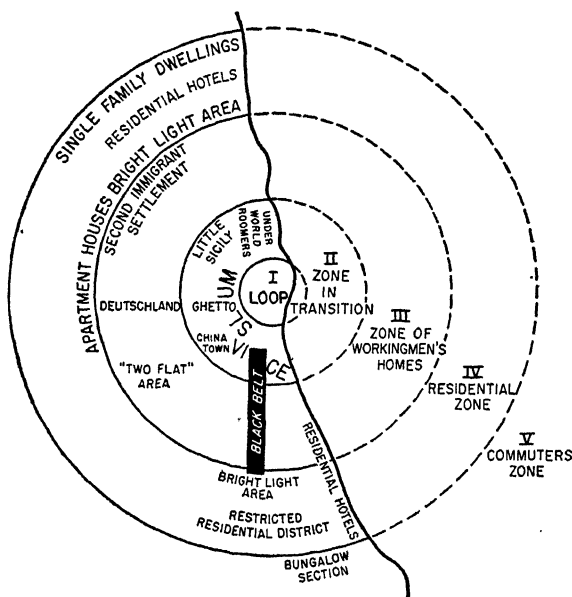 SINGLE FAMILY DWELLINGS
RESIDENTIAL HOTELS
BRIGHT LIGHT AREA
APARTMENT HOUSES
SECOND IMMIGRANT
SETTLEMENT
LITTLE
SICILY
UNDER
WORLD
ROOMERS
I
LOOP
II
ZONE
IN
TRANSITION
DEUTSCHLAND
GHETTO
SLUM
CHINA
TOWN
VICE
III
ZONE OF
WORKINGMEN'S
HOMES
"TWO FLAT"
AREA
BLACK BELT
IV
RESIDENTIAL
ZONE
V
COMMUTERS
ZONE
RESIDENTIAL HOTELS
BRIGHT LIGHT
AREA
RESTRICTED
RESIDENTIAL DISTRICT
BUNGALOW
SECTION